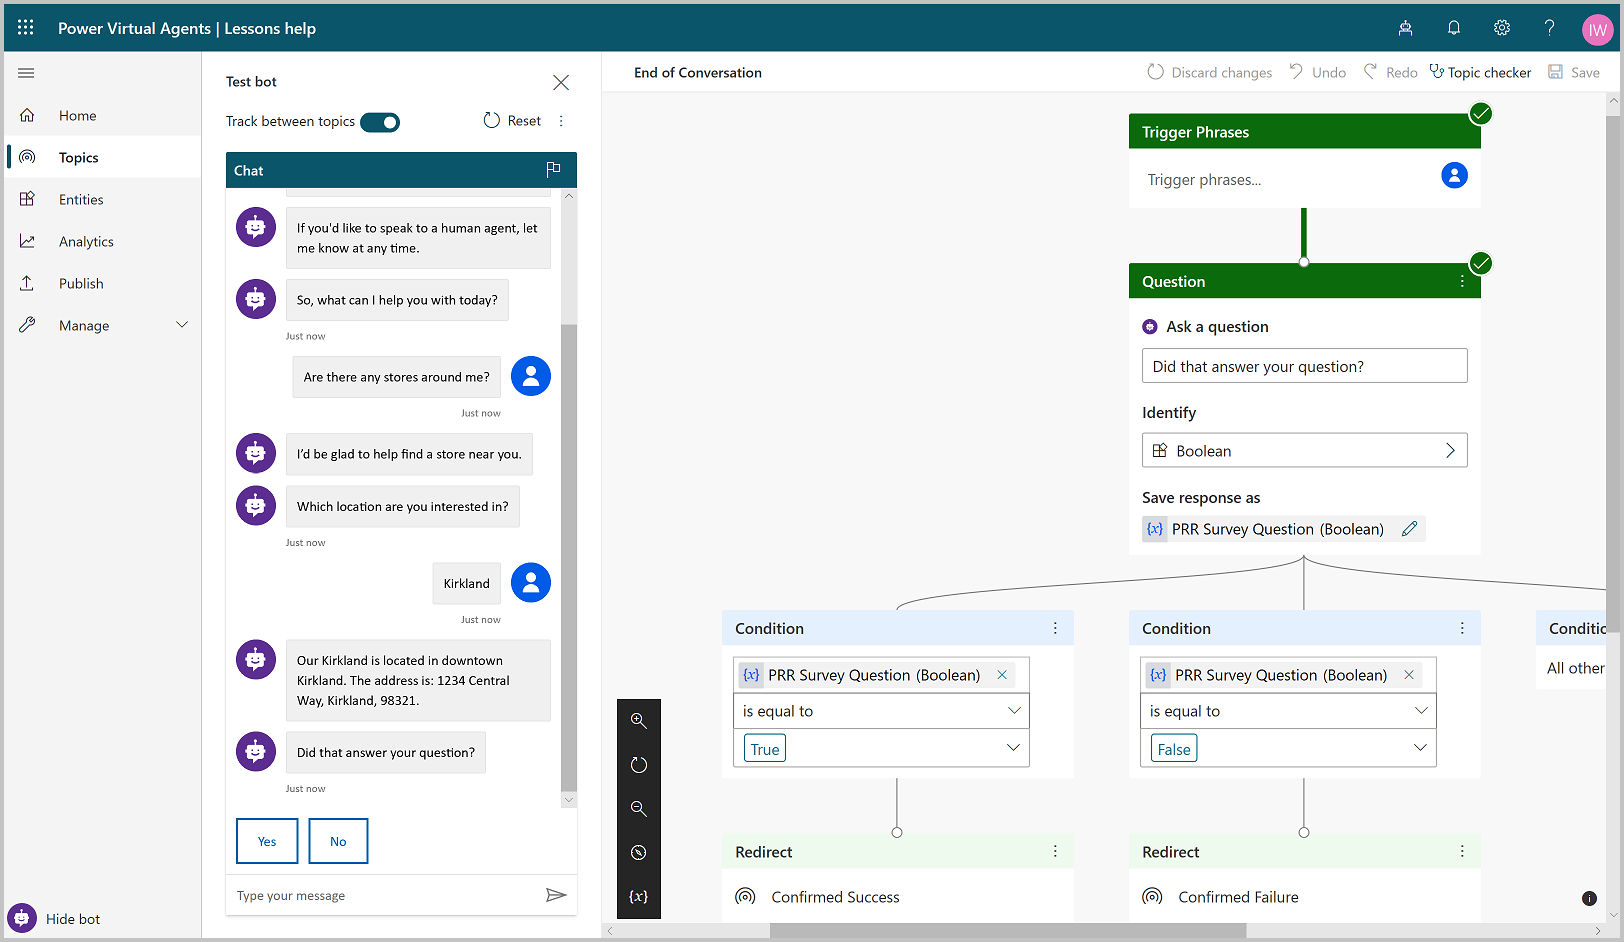 Power Virtual Agents | Lessons help
IW
Home
Topics
Entities
Analytics
Publish
Manage
Hide bot
Test bot
Track between topics
Reset
Chat
If you'd like to speak to a human agent, let
me know at any time.
So, what can I help you with today?
Just now
Are there any stores around me?
Just now
I'd be glad to help find a store near you.
Which location are you interested in?
Just now
Kirkland
Just now
Our Kirkland is located in downtown
Kirkland. The address is: 1234 Central
Way, Kirkland, 98321.
Did that answer your question?
Just now
Yes No
Type your message
End of Conversation
Discard changes Undo Redo Topic checker Save
Trigger Phrases
Trigger phrases...
Question
Ask a question
Did that answer your question?
Identify
Boolean
Save response as
{x} PRR Survey Question (Boolean)
Condition
{x} PRR Survey Question (Boolean)
is equal to
True
Redirect
Confirmed Success
Condition
{x} PRR Survey Question (Boolean)
is equal to
False
Redirect
Confirmed Failure
Conditic
All other
{x}